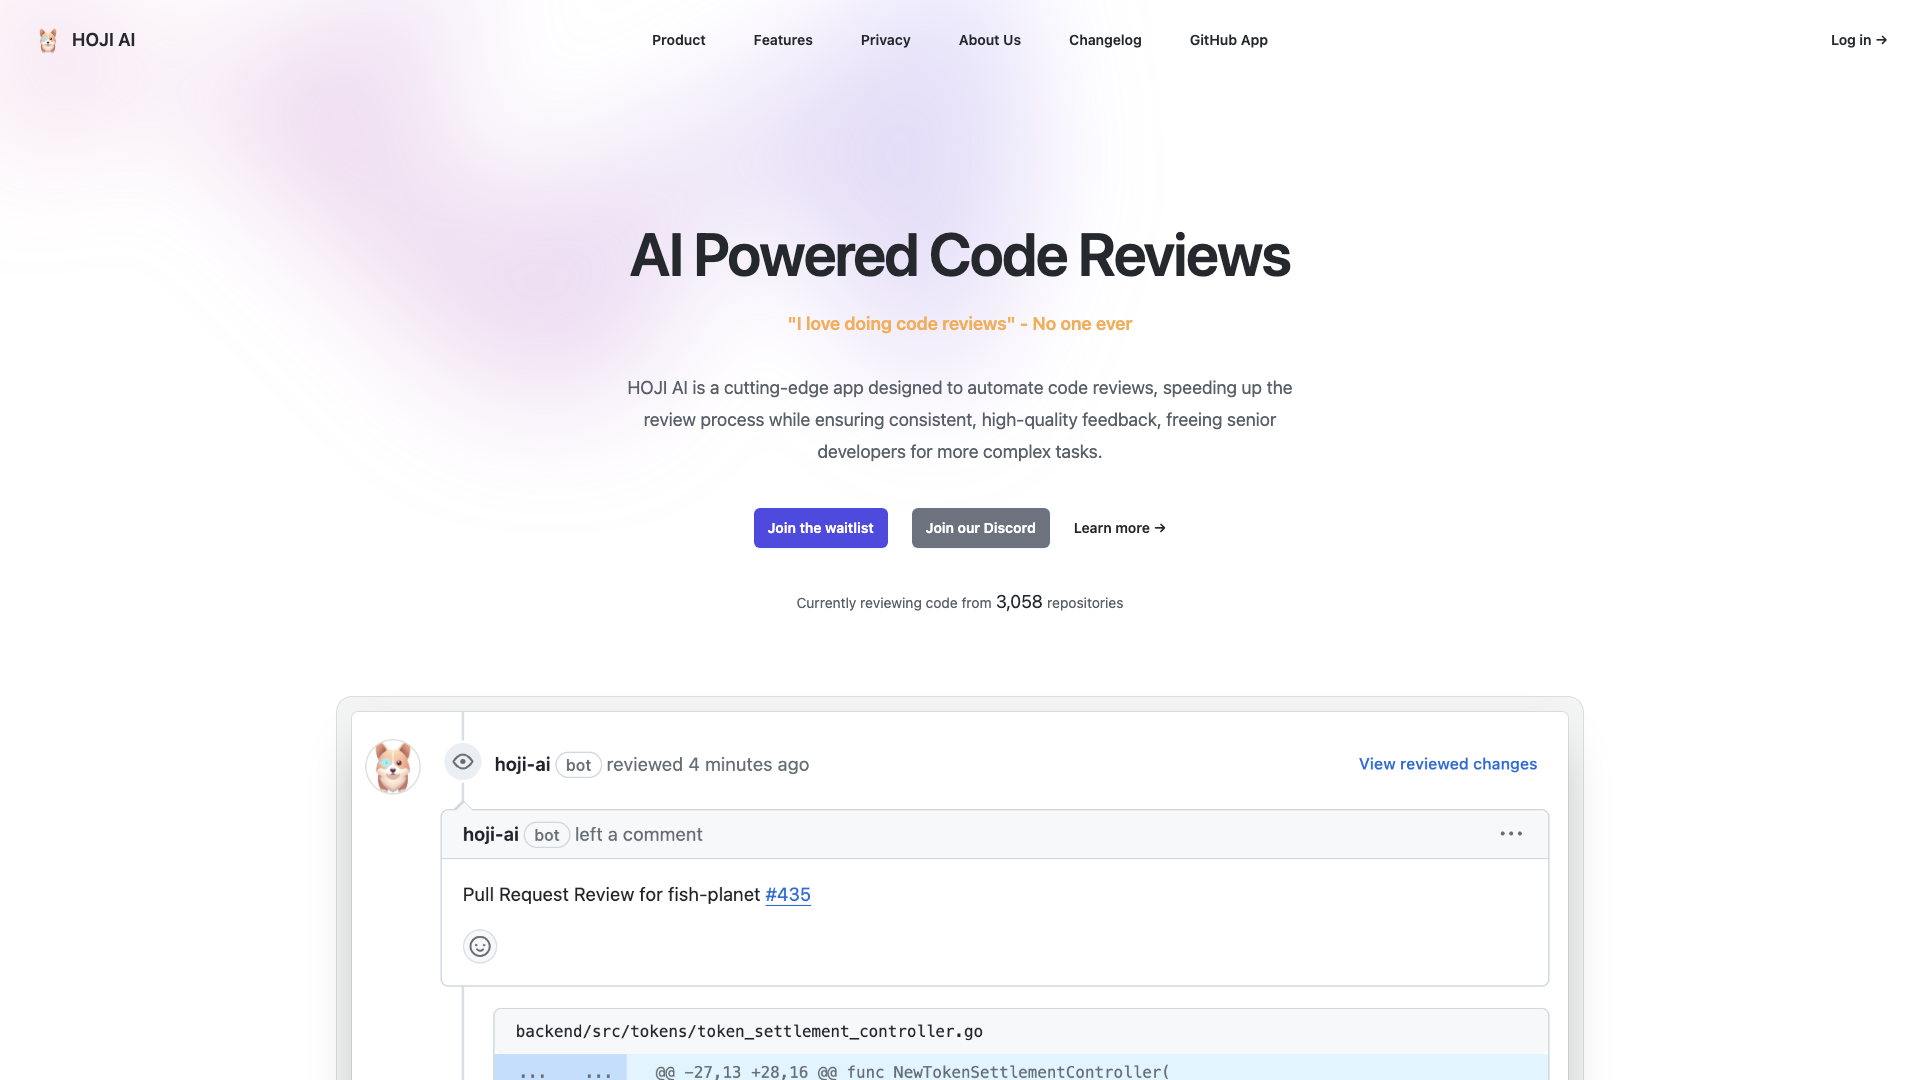 HOJI AI
Product
Features
Privacy
About Us
Changelog
GitHub App
Log in →
AI Powered Code Reviews
"I love doing code reviews" - No one ever
HOJI AI is a cutting-edge app designed to automate code reviews, speeding up the
review process while ensuring consistent, high-quality feedback, freeing senior
developers for more complex tasks.
Join the waitlist
Join our Discord
Learn more →
Currently reviewing code from 3,058 repositories
hoji-ai bot reviewed 4 minutes ago
View reviewed changes
hoji-ai bot left a comment
...
Pull Request Review for fish-planet #435
backend/src/tokens/token_settlement_controller.go
... ... @@ -27,13 +28,16 @@ func NewTokenSettlementController(